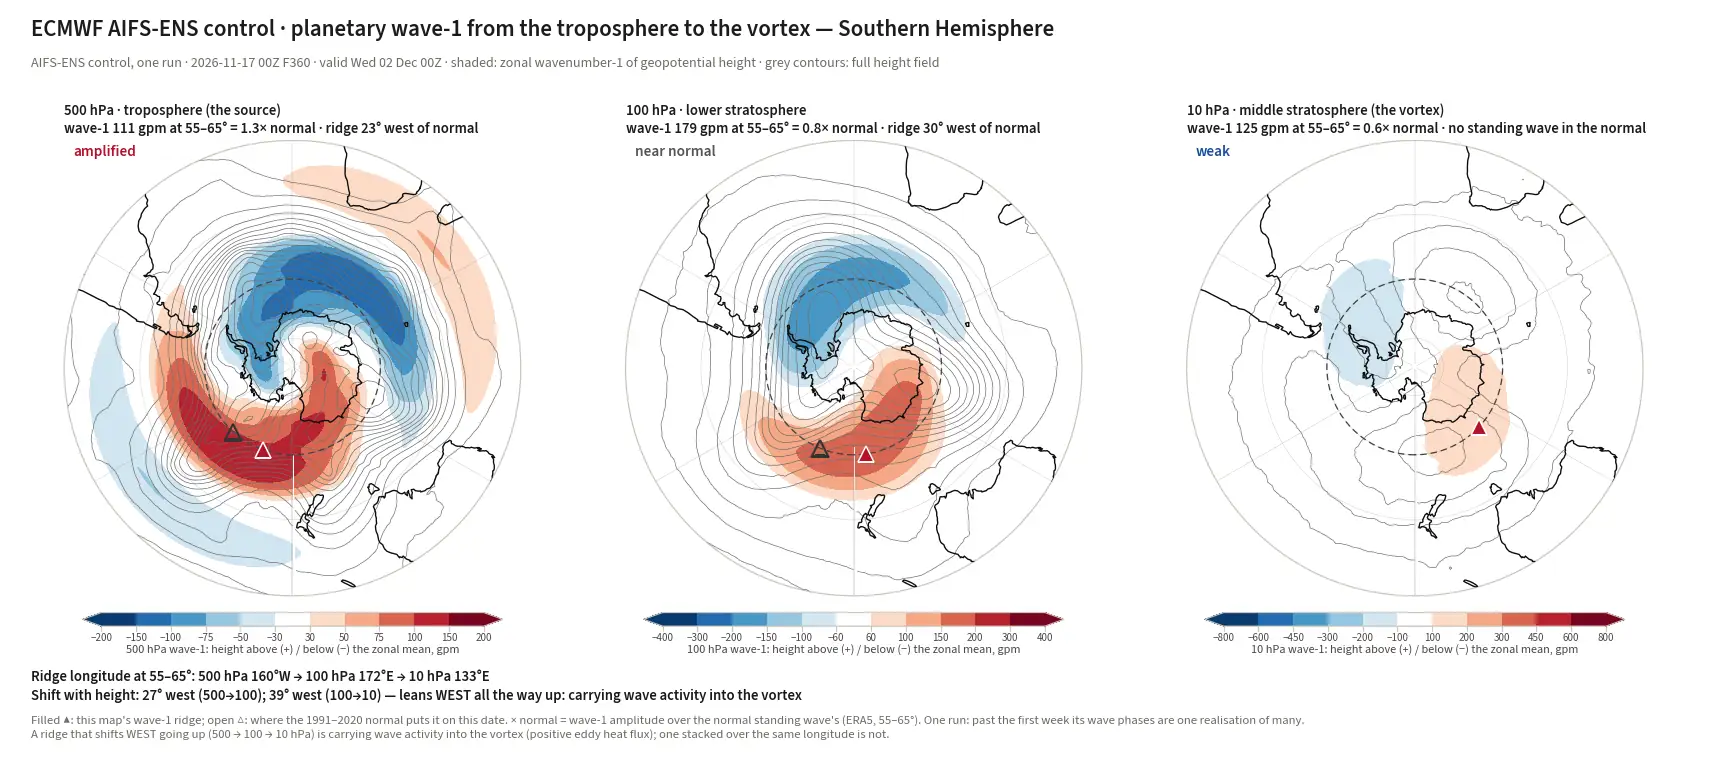 ECMWF AIFS-ENS control · planetary wave-1 from the troposphere to the vortex — Southern Hemisphere
AIFS-ENS control, one run · 2026-11-17 00Z F360 · valid Wed 02 Dec 00Z · shaded: zonal wavenumber-1 of geopotential height · grey contours: full height field
500 hPa · troposphere (the source)
wave-1 111 gpm at 55–65° = 1.3× normal · ridge 23° west of normal
amplified
100 hPa · lower stratosphere
wave-1 179 gpm at 55–65° = 0.8× normal · ridge 30° west of normal
near normal
10 hPa · middle stratosphere (the vortex)
wave-1 125 gpm at 55–65° = 0.6× normal · no standing wave in the normal
weak
−200 −150 −100 −75 −50 −30 30 50 75 100 150 200
500 hPa wave-1: height above (+) / below (−) the zonal mean, gpm
−400 −300 −200 −150 −100 −60 60 100 150 200 300 400
100 hPa wave-1: height above (+) / below (−) the zonal mean, gpm
−800 −600 −450 −300 −200 −100 100 200 300 450 600 800
10 hPa wave-1: height above (+) / below (−) the zonal mean, gpm
Ridge longitude at 55–65°: 500 hPa 160°W → 100 hPa 172°E → 10 hPa 133°E
Shift with height: 27° west (500→100); 39° west (100→10) — leans WEST all the way up: carrying wave activity into the vortex
Filled ▲: this map's wave-1 ridge; open △: where the 1991–2020 normal puts it on this date. × normal = wave-1 amplitude over the normal standing wave's (ERA5, 55–65°). One run: past the first week its wave phases are one realisation of many.
A ridge that shifts WEST going up (500 → 100 → 10 hPa) is carrying wave activity into the vortex (positive eddy heat flux); one stacked over the same longitude is not.